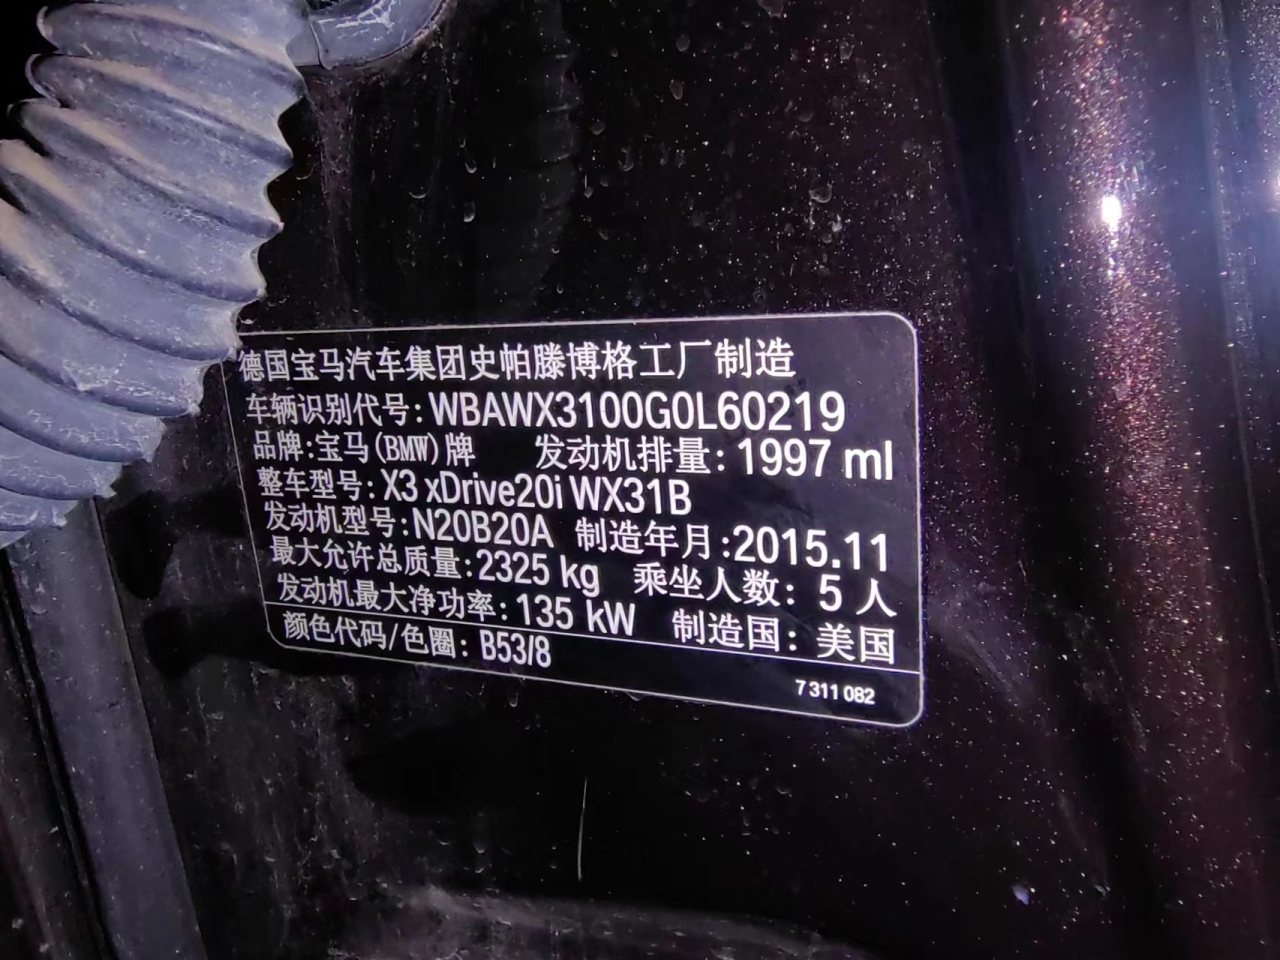 德国宝马汽车集团史帕滕博格工厂制造
车辆识别代号:WBAWX3100G0L60219
品牌:宝马(BMW)牌 发动机排量:1997 ml
整车型号:X3 xDrive20i WX31B
发动机型号:N20B20A 制造年月:2015.11
最大允许总质量:2325 kg 乘坐人数:5人
发动机最大净功率:135 kW 制造国:美国
颜色代码/色圈:B53/8
7 311 082